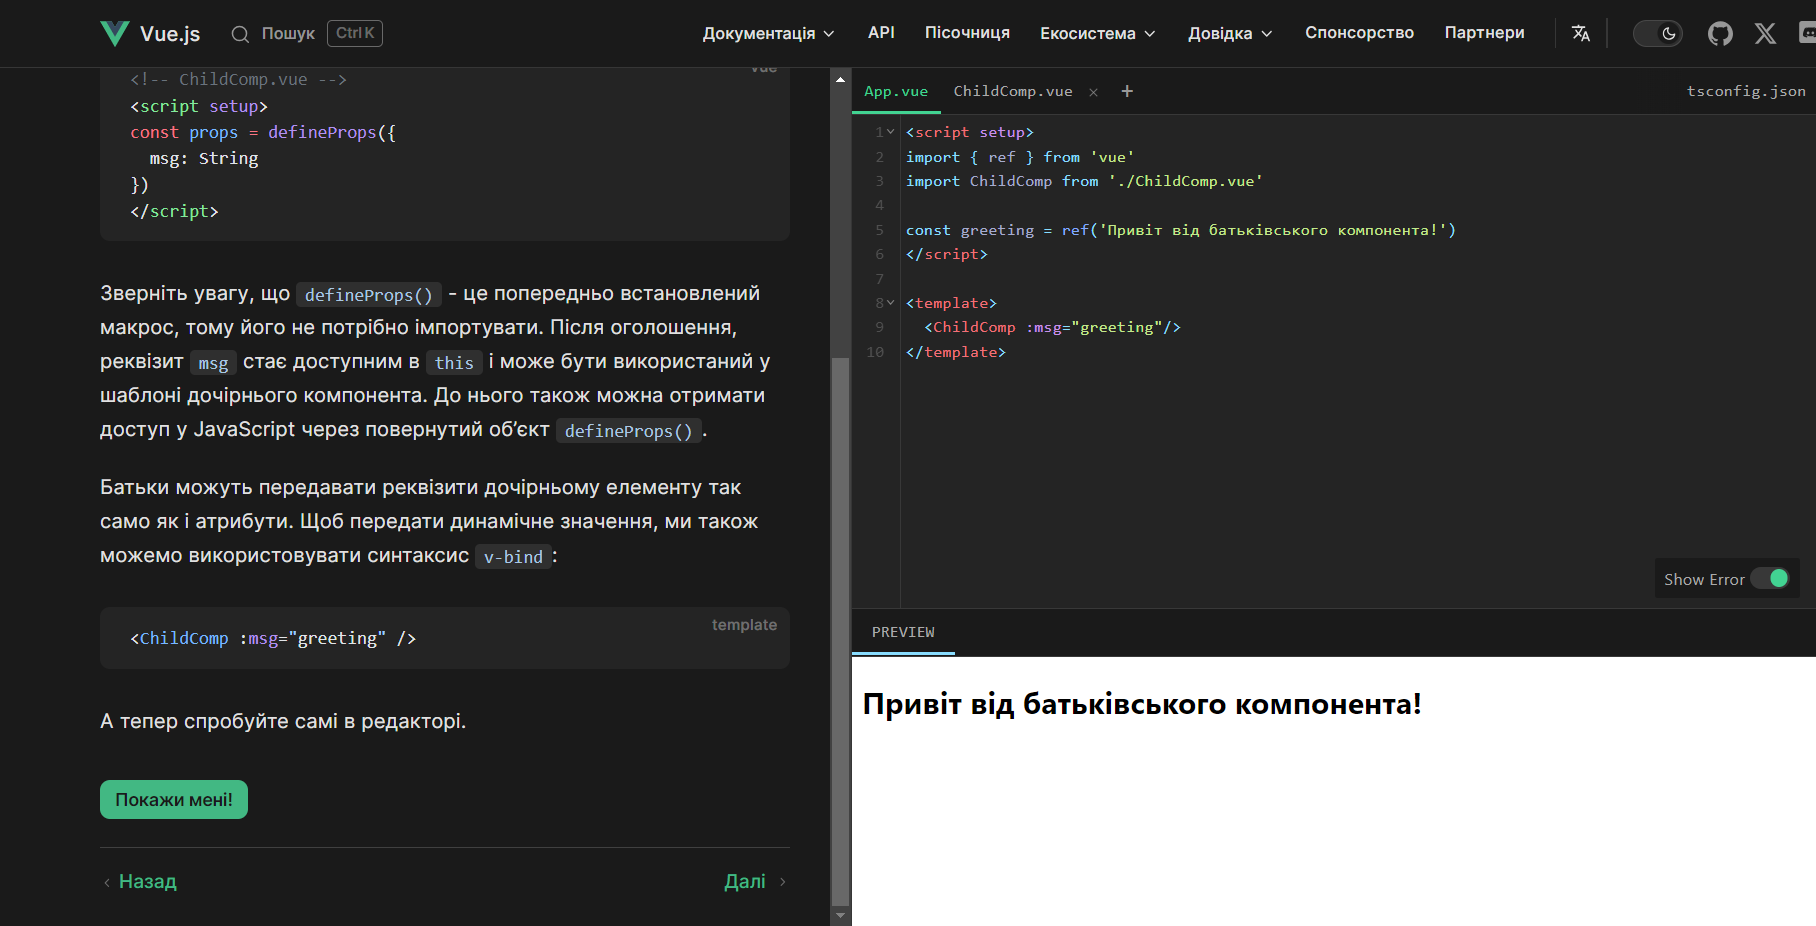 Vue.js
Пошук
Ctrl K
Документація
API
Пісочниця
Екосистема
Довідка
Спонсорство
Партнери
vue
<!-- ChildComp.vue -->
<script setup>
const props = defineProps({
  msg: String
})
</script>
Зверніть увагу, що defineProps() - це попередньо встановлений
макрос, тому його не потрібно імпортувати. Після оголошення,
реквізит msg стає доступним в this і може бути використаний у
шаблоні дочірнього компонента. До нього також можна отримати
доступ у JavaScript через повернутий об’єкт defineProps().
Батьки можуть передавати реквізити дочірньому елементу так
само як і атрибути. Щоб передати динамічне значення, ми також
можемо використовувати синтаксис v-bind:
template
<ChildComp :msg="greeting" />
А тепер спробуйте самі в редакторі.
Покажи мені!
‹ Назад
Далі ›
App.vue
ChildComp.vue × +
tsconfig.json
1 <script setup>
2 import { ref } from 'vue'
3 import ChildComp from './ChildComp.vue'
4
5 const greeting = ref('Привіт від батьківського компонента!')
6 </script>
7
8 <template>
9   <ChildComp :msg="greeting"/>
10 </template>
Show Error
PREVIEW
Привіт від батьківського компонента!